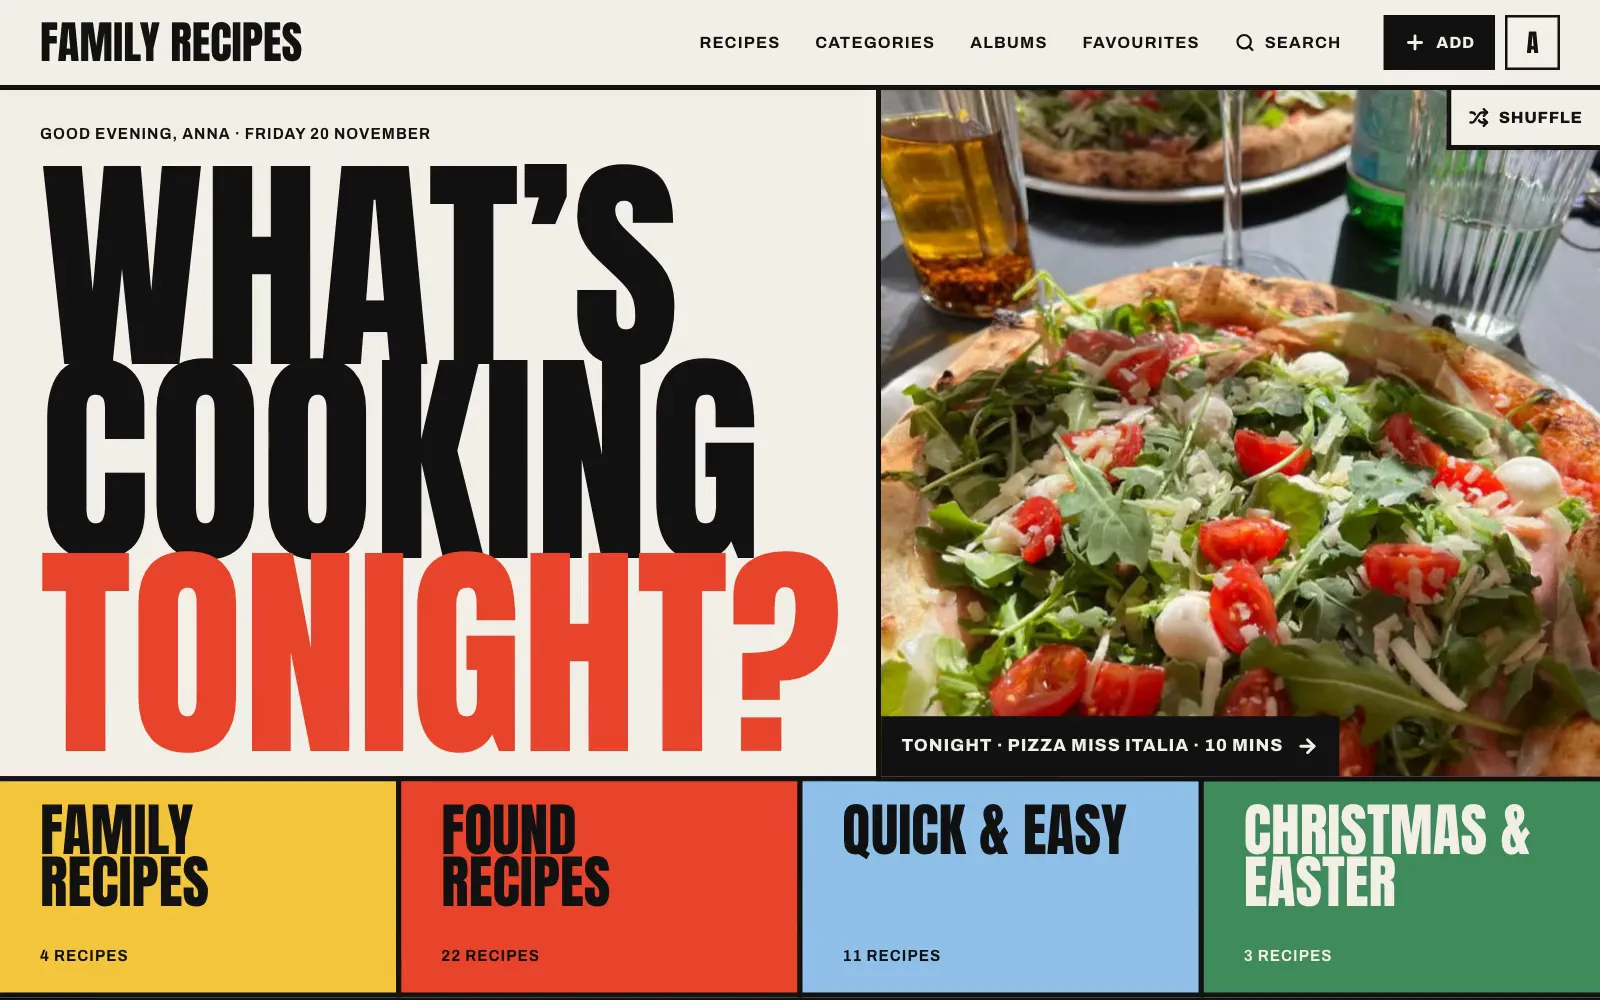 FAMILY RECIPES
RECIPES
CATEGORIES
ALBUMS
FAVOURITES
SEARCH
ADD
A
GOOD EVENING, ANNA · FRIDAY 20 NOVEMBER
WHAT’S
COOKING
TONIGHT?
SHUFFLE
TONIGHT · PIZZA MISS ITALIA · 10 MINS
FAMILY
RECIPES
4 RECIPES
FOUND
RECIPES
22 RECIPES
QUICK & EASY
11 RECIPES
CHRISTMAS &
EASTER
3 RECIPES